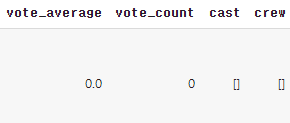 vote_average vote_count cast crew
0.0 0 [] []